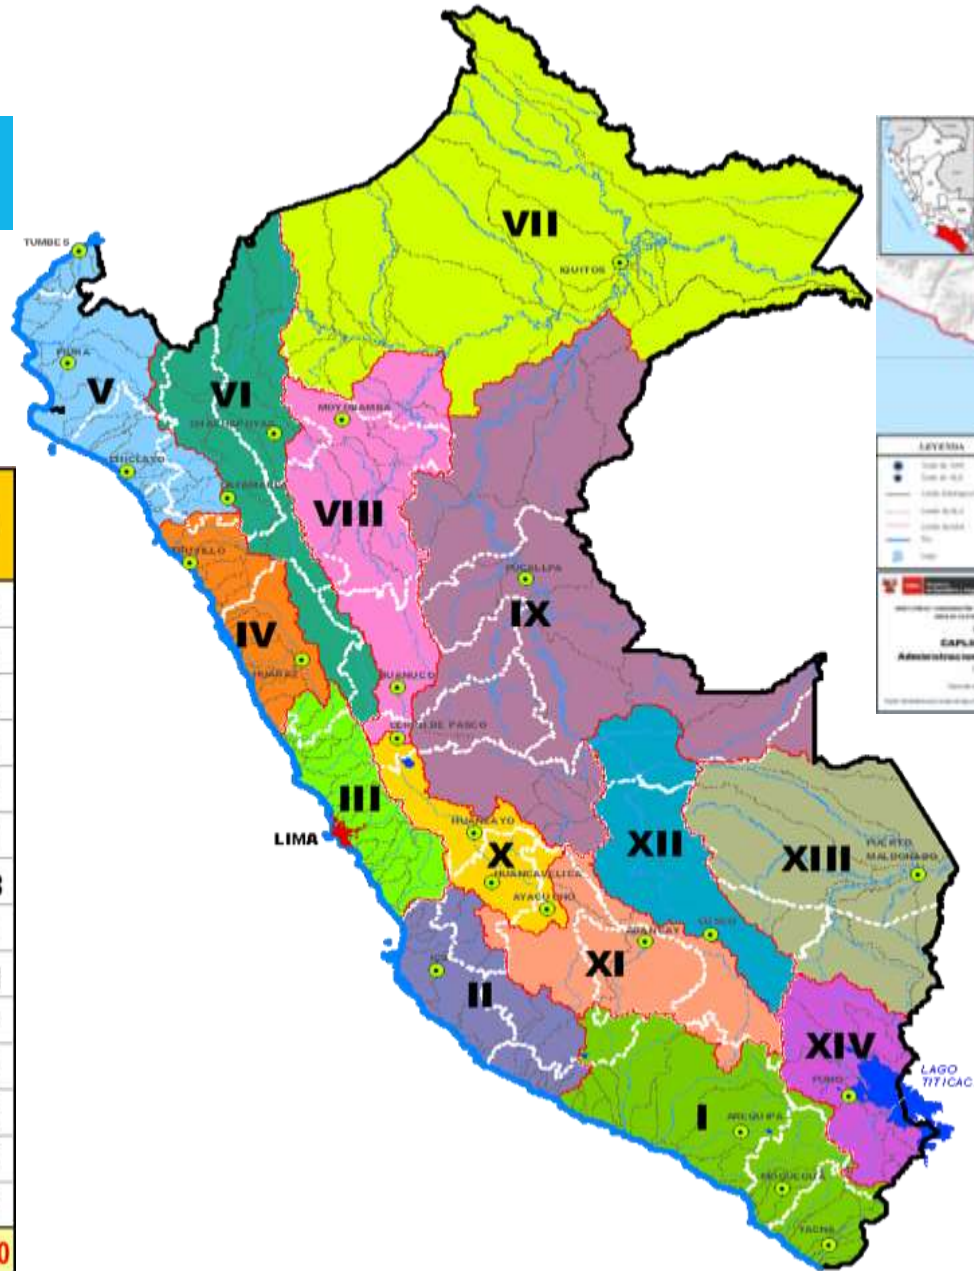 VII
TUMBES
IQUITOS
PIURA
V
VI
MOYOBAMBA
CHACHAPOYAS
CHICLAYO
CAJAMARCA
VIII
TRUJILLO
PUCALLPA
IX
IV
HUARAZ
HUANUCO
CERRO DE PASCO
III
LIMA
HUANCAYO
X
XII
XIII
PUERTO
MALDONADO
HUANCAVELICA
AYACUCHO
ABANCAY
CUSCO
XI
ICA
II
XIV
LAGO
TITICAC
PUNO
I
AREQUIPA
MOQUEGUA
TACNA
LEYENDA
0